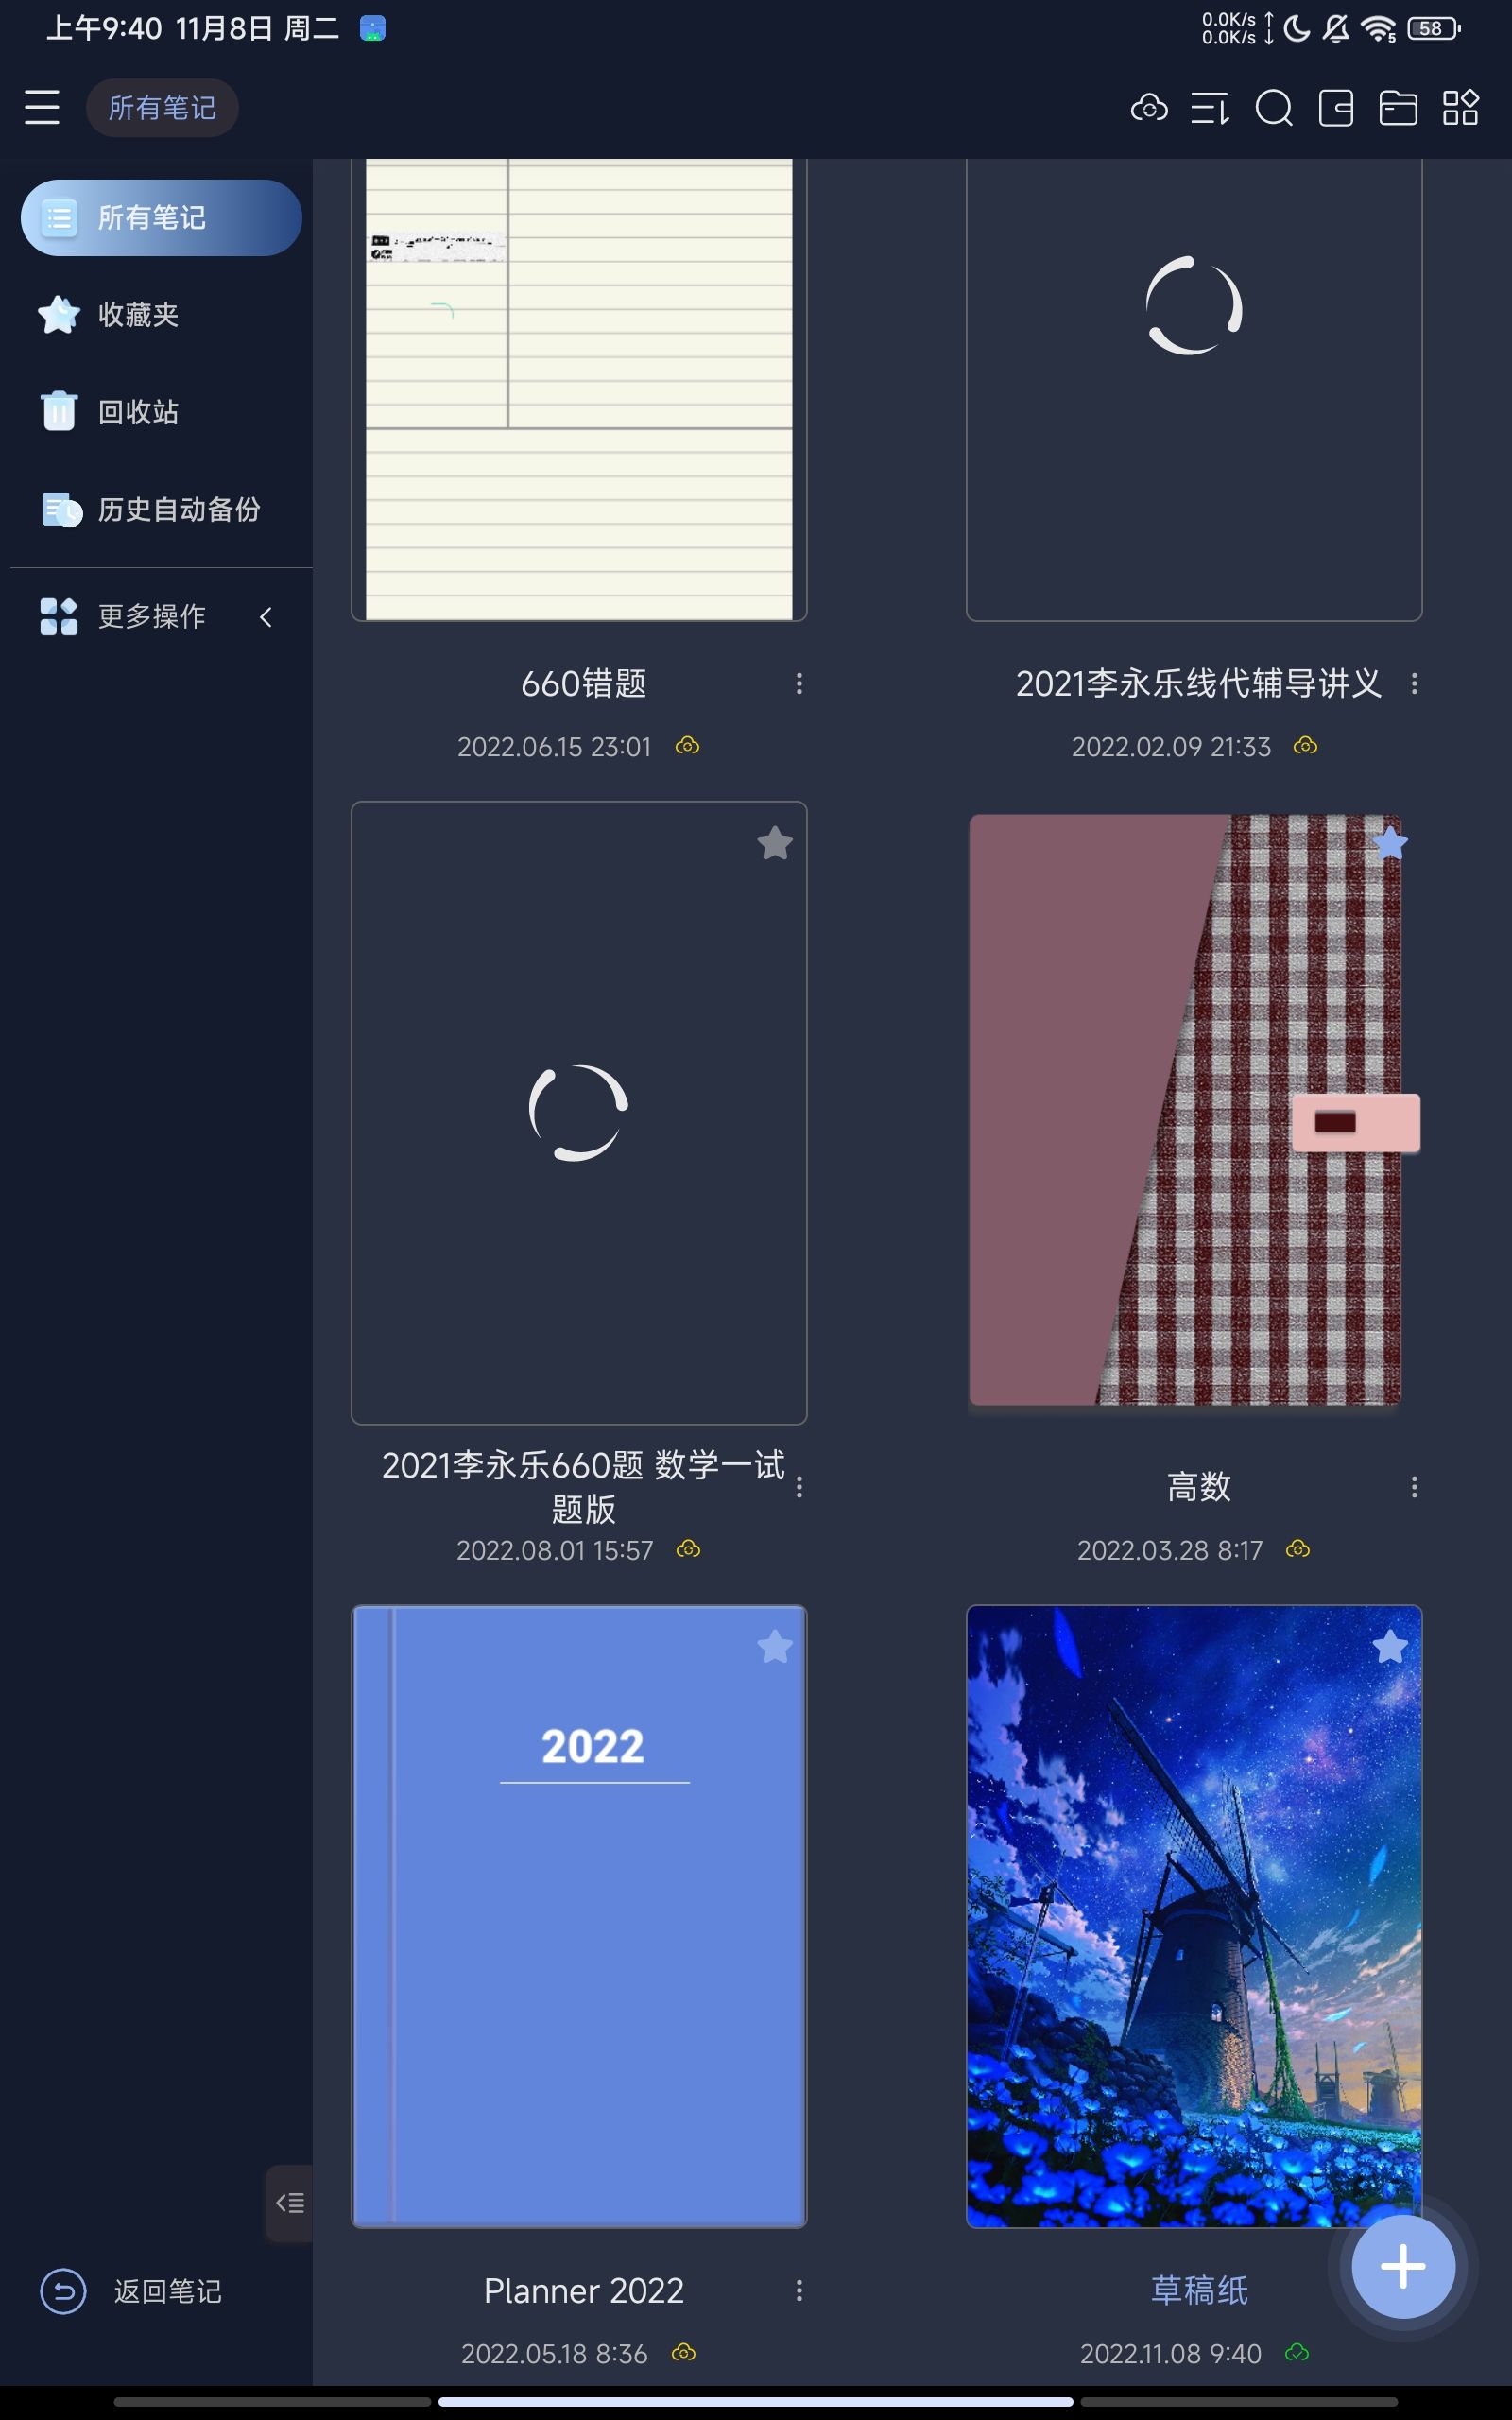 上午9:40 11月8日 周二
0.0K/s
0.0K/s
58
所有笔记
所有笔记
收藏夹
回收站
历史自动备份
更多操作
660错题
2022.06.15 23:01
2021李永乐线代辅导讲义
2022.02.09 21:33
2021李永乐660题 数学一试
题版
2022.08.01 15:57
高数
2022.03.28 8:17
2022
Planner 2022
2022.05.18 8:36
草稿纸
2022.11.08 9:40
返回笔记